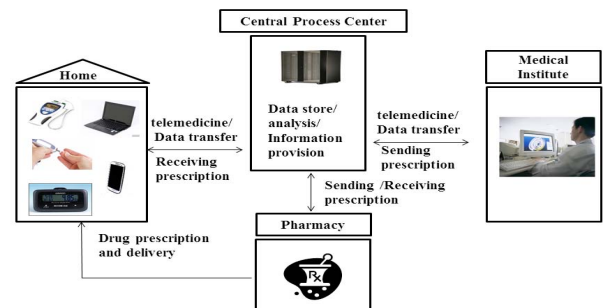 Central Process Center
Home
Medical
Institute
Data store/
analysis/
Information
provision
telemedicine/
Data transfer
Receiving
prescription
telemedicine/
Data transfer
Sending
prescription
Sending /Receiving
prescription
Pharmacy
Drug prescription
and delivery
Rx